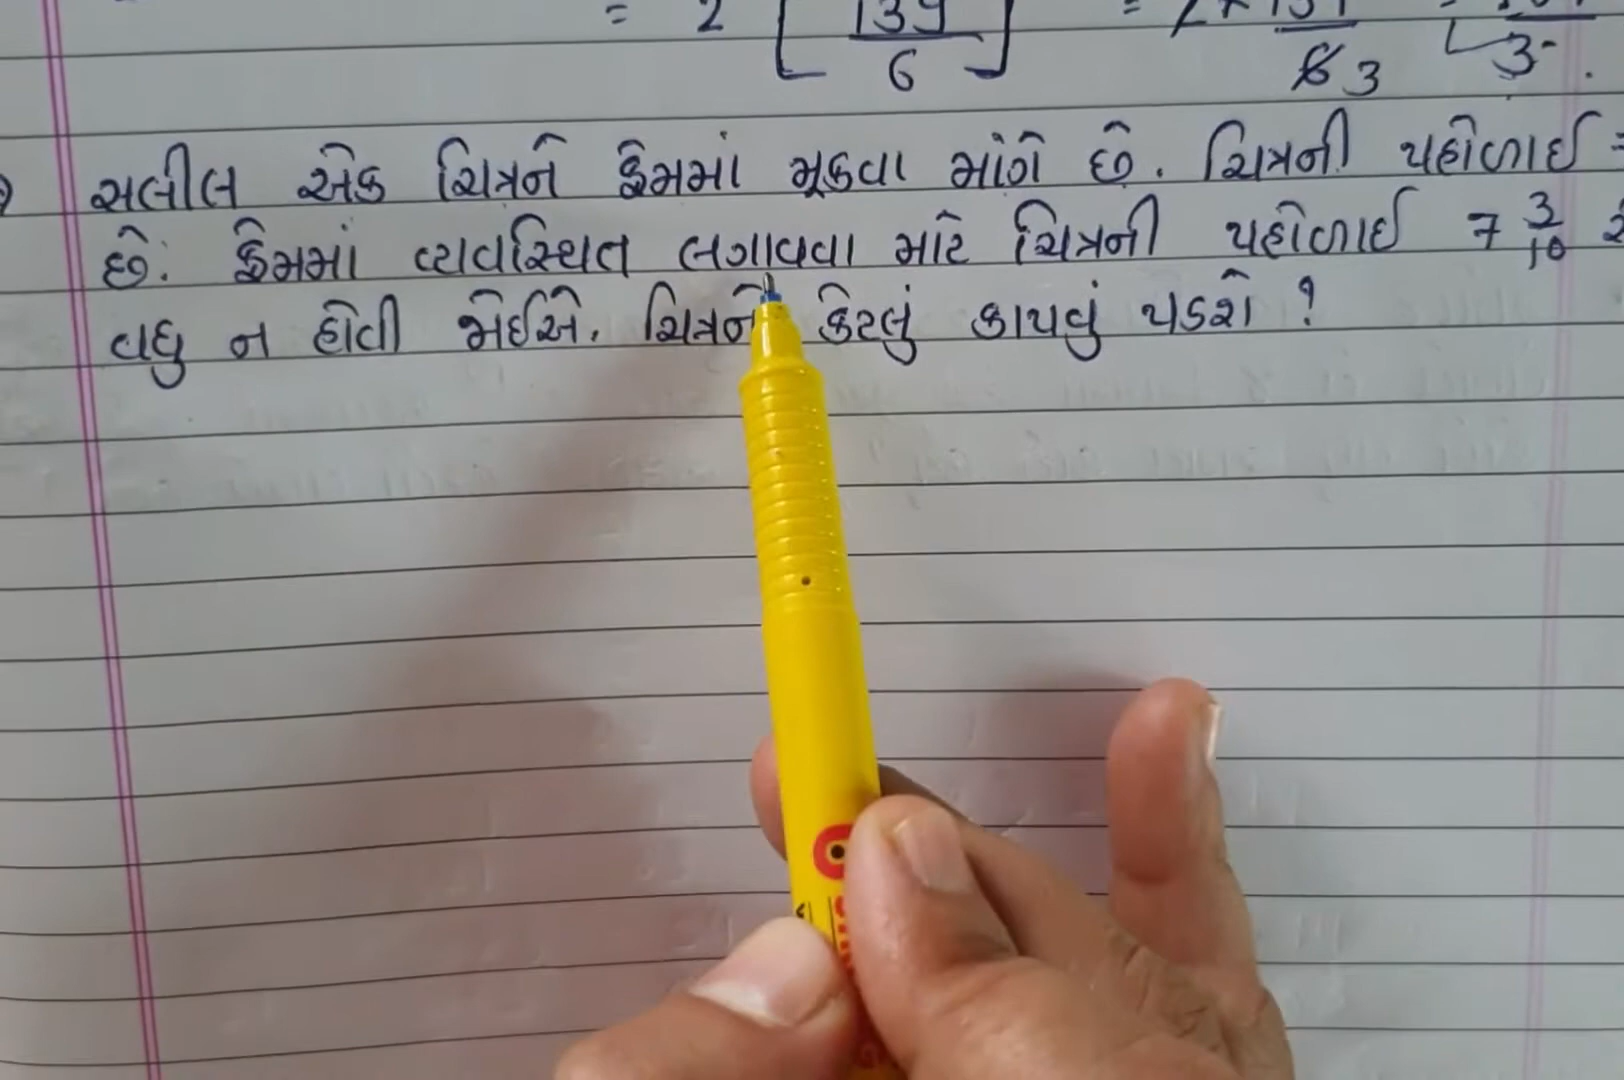 = 2 [ 139/6 ] =
સલીલ એક ચિત્રને ફ્રેમમાં મૂકવા માંગે છે. ચિત્રની પહોળાઈ
છે. ફ્રેમમાં વ્યવસ્થિત લગાવવા માટે ચિત્રની પહોળાઈ 7 3/10
વધુ ન હોવી જોઈએ. ચિત્રને કેટલું કાપવું પડશે ?